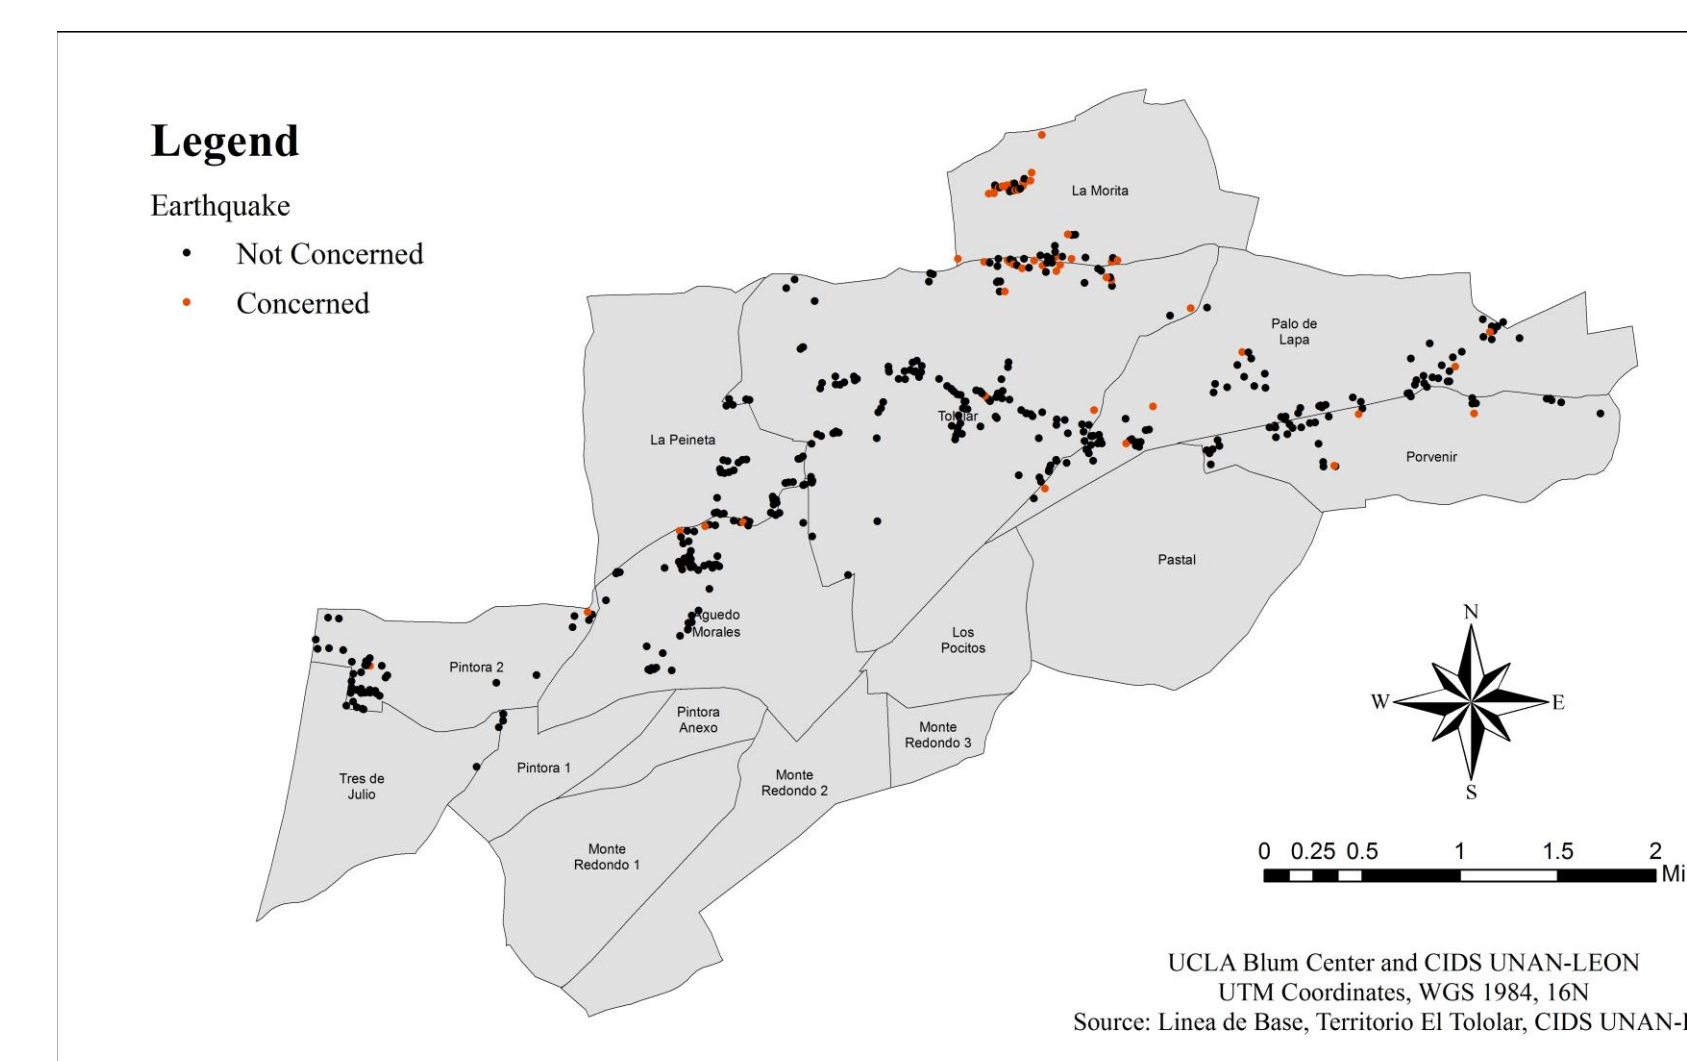 Legend
Earthquake
Not Concerned
Concerned
La Morita
Palo de
Lapa
Tololar
La Peineta
Porvenir
Pastal
Aguedo
Morales
Los
Pocitos
Pintora 2
Pintora
Anexo
Monte
Redondo 3
Pintora 1
Tres de
Julio
Monte
Redondo 2
Monte
Redondo 1
N
W
E
S
0 0.25 0.5 1 1.5 2
Mi
UCLA Blum Center and CIDS UNAN-LEON
UTM Coordinates, WGS 1984, 16N
Source: Linea de Base, Territorio El Tololar, CIDS UNAN-